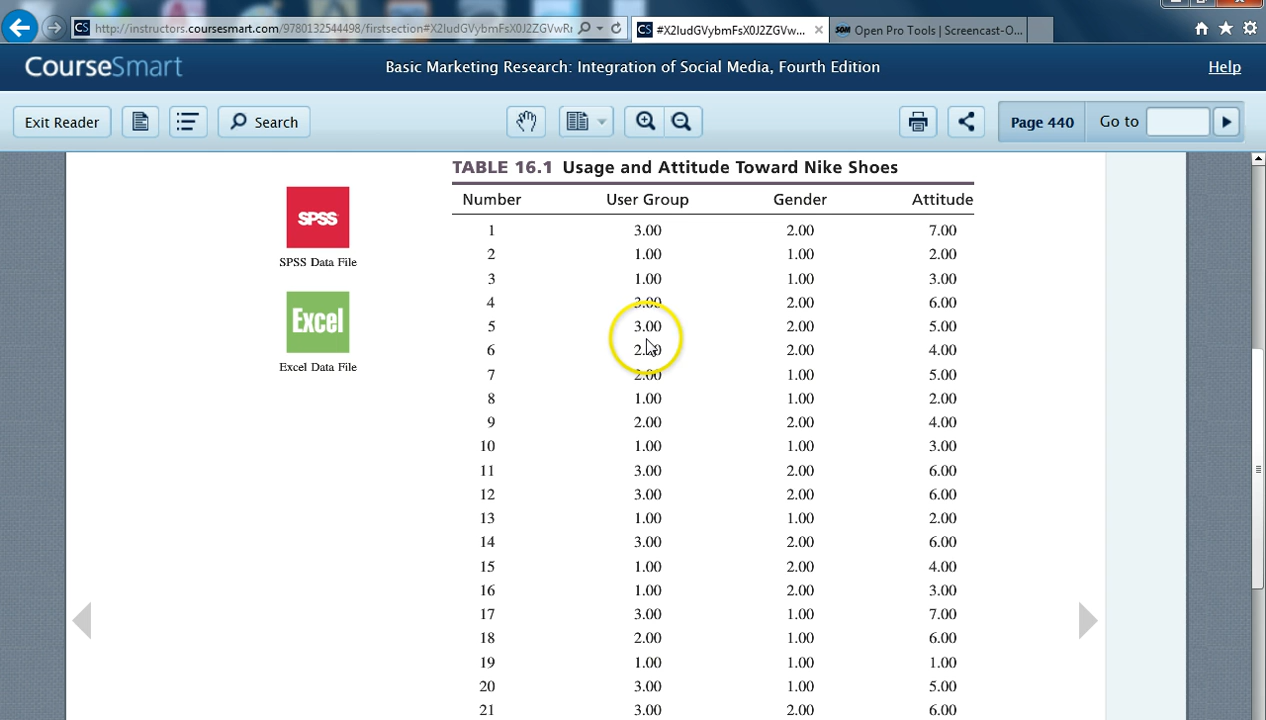 http://instructors.coursesmart.com/9780132544498/firstsection#X2ludGVybmFsX0J2ZGVwRr
CS #X2ludGVybmFsX0J2ZGVw...
SOM Open Pro Tools | Screencast-O...
CourseSmart
Basic Marketing Research: Integration of Social Media, Fourth Edition
Help
Exit Reader
Search
Page 440
Go to
TABLE 16.1 Usage and Attitude Toward Nike Shoes
Number User Group Gender Attitude
SPSS
SPSS Data File
Excel
Excel Data File
1 3.00 2.00 7.00
2 1.00 1.00 2.00
3 1.00 1.00 3.00
4 3.00 2.00 6.00
5 3.00 2.00 5.00
6 2.00 2.00 4.00
7 2.00 1.00 5.00
8 1.00 1.00 2.00
9 2.00 2.00 4.00
10 1.00 1.00 3.00
11 3.00 2.00 6.00
12 3.00 2.00 6.00
13 1.00 1.00 2.00
14 3.00 2.00 6.00
15 1.00 2.00 4.00
16 1.00 2.00 3.00
17 3.00 1.00 7.00
18 2.00 1.00 6.00
19 1.00 1.00 1.00
20 3.00 1.00 5.00
21 3.00 2.00 6.00